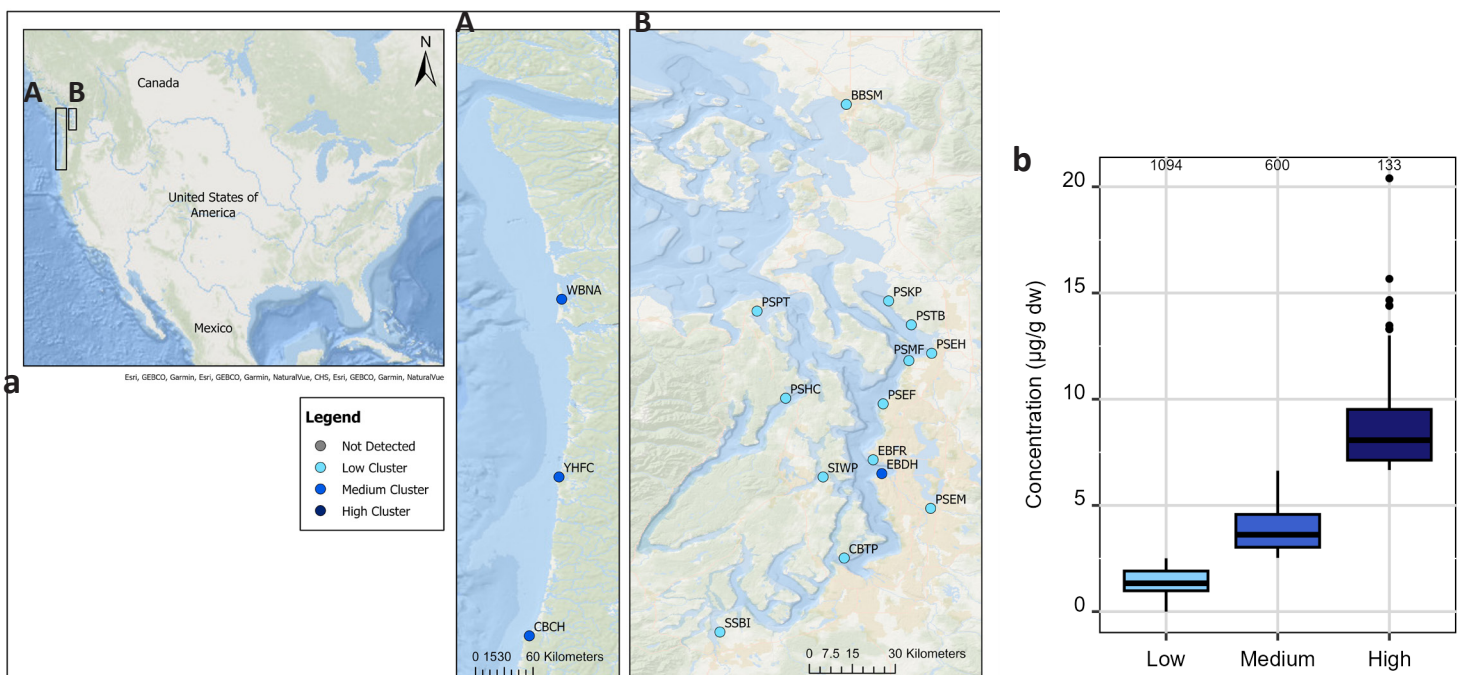 A
B
N
Canada
A B
United States of
America
Mexico
Esri, GEBCO, Garmin, Esri, GEBCO, Garmin, NaturalVue, CHS, Esri, GEBCO, Garmin, NaturalVue
a
Legend
Not Detected
Low Cluster
Medium Cluster
High Cluster
WBNA
YHFC
CBCH
0 1530 60 Kilometers
BBSM
PSKP
PSPT
PSTB
PSEH
PSMF
PSHC
PSEF
EBFR
EBDH
SIWP
PSEM
CBTP
SSBI
0 7.5 15 30 Kilometers
b
1094 600 133
20
15
10
5
0
Concentration (µg/g dw)
Low Medium High